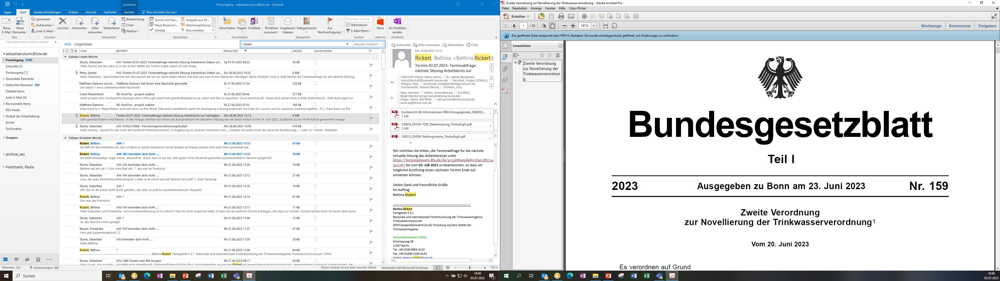 Suchtools
Posteingang - sebastian.sturm@tzw.de - Outlook
Datei Start Senden/Empfangen Ordner Ansicht myPortal Suchen Was möchten Sie tun?
Neue E-Mail
Neue Elemente
Ignorieren
Aufräumen
Junk-E-Mail
Löschen
Antworten
Allen antworten
Weiterleiten
Besprechung
Chat
Weitere
Termin mit Nac...
Neue Besprech...
Erledigt
Aufgabe aus M...
Abteilungsleitung
Neu erstellen
Verschieben
Regeln
OneNote
Richtlinie zuweisen
Ungelesen/ Gelesen
Kategorisieren
Zur Nachverfolgung
Personen suchen
Adressbuch
E-Mail filtern
Store
An OneNote senden
Neu Löschen Antworten QuickSteps Verschieben Kategorien Suchen Add-Ins OneNote
Favoritenordner hierhin ziehen
sebastian.sturm@tzw.de
Posteingang 2480
Entwürfe [2]
Postausgang [1]
Gesendete Elemente
Gelöschte Elemente 392
Deleted Items
Junk-E-Mail [6]
Recoverable Items
RSS-Feeds
Verlauf der Unterhaltung
Archiv
Suchordner
Gruppen
archive_ses
Hartmann, Paula
Alle Ungelesen
rickert
Aktuelles Postfach
VON BETREFF ERHALTEN GRÖßE KATEGORIEN
Datum: Letzte Woche
Sturm, Sebastian AW: Termin 03.07.2023: Terminabfrage nächste Sitzung Arbeitskreis Daten un... Sa 01.07.2023 04:23 36 KB
Hallo Daniel, bei mir wäre es in der ersten Hälfte der Termin Zufall, wenn ich was finde,
Petry, Daniel WG: Termin 03.07.2023: Terminabfrage nächste Sitzung Arbeitskreis Daten un... Do 29.06.2023 10:25 9 MB
Hallo Sebastian, laut Kurzbericht der Sitzung bei der wir als Gäste dabei waren, hat man uns nun in den Stand der ständigen Gäste erhoben! Und es läuft bereits die Terminumfrage für die nächste Sitzung.
Matthew Damons via Lin... Matthew Damons hat Ihnen eine Nachricht gesendet Di 27.06.2023 21:34 226 KB
Sie haben 1 neue unbeantwortete Nachricht ...
Grant Mackintosh RE: KreATiw - project outline Di 27.06.2023 08:46 217 KB
Some people who received this message don't often get email from grantm@emanti.co.za. Learn why this is important Good morning all! Warm best wishes from a chilly Stellenbosch. Well done again to
Matthew Damons RE: KreATiw - project outline Di 27.06.2023 07:53 184 KB
Dear KreATiw's Many thanks and well done on the effort, time and commitment spent on developing a strong proposal!! We hope for success and to continue working together. P.S. I have been on the
Rickert, Bettina Termin 03.07.2023: Terminabfrage nächste Sitzung Arbeitskreis zur Verfügbar... Mo 26.06.2023 13:13 9 MB
Sehr geehrte Damen und Herren, in der Anlage schicken wir Ihnen das Kurzprotokoll der virtuellen Sitzung des AK Daten Artikel 8 vom 16. Juni 2023. Zusätzlich zu der im Protokoll genannten Anlage
Sturm, Sebastian AW: 01DG21056B - Forschungskoordinierungsbedarf Mo 26.06.2023 10:05 410 KB
Hallo Andrea, kannst Du das noch mit Kurzbrief hinterherschicken „In Ergänzung zu unserem Schreiben vom ,,, erhalten Sie anbei noch die deutsche Kurzfassung ..." oder so? Danke Sebastian
Datum: Vorletzte Woche
Rickert, Bettina AW: ? Mi 21.06.2023 13:33 67 KB
Da fällt mir die Anekdote ein, dass Al Bano in seinen Memoiren seinen beiden ex-Frauen jeweils eine leere Seite gewidmet hat.
Rickert, Bettina AW: Wir beneiden dich nicht .... Mi 21.06.2023 13:32 70 KB
Da steht heutzutage sogar schon „alkoholfrei" drauf, was ist nur aus dem guten Wick Medinait geworden (Schmerzmittel in Alkohol aufgelöst)?
Sturm, Sebastian AW: Wir beneiden dich nicht .... Mi 21.06.2023 13:30 19 KB
Bettina hat mir um 11 Uhr eine Mail mit „?" das war ihr Protokoll
Sturm, Sebastian AW: Wir beneiden dich nicht .... Mi 21.06.2023 13:12 21 KB
Ja ja, der gute Klosterfrau-Melissengeist. („Ham'se et schon mal mit Alkohol versucht?") Gute Tarnung!
Sturm, Sebastian AW: ? Mi 21.06.2023 13:10 18 KB
Uff, das ist dir sicher nicht leicht gefallen, das alles so präzise zusammenzufassen! Respekt!
Rickert, Bettina AW: ? Mi 21.06.2023 12:14 61 KB
Das war das Protokoll.
Rickert, Bettina AW: Wir beneiden dich nicht .... Mi 21.06.2023 12:13 71 KB
Hallo Sebastian und Friederike, eure Zusammenfassung ist so schön!!! Was ihr noch vergessen habt, ist dass wir ab nächster Woche anfangen, alle dazu zu schulen. Drüber lachen kann ich (auch dank eurer
Sturm, Sebastian AW: ? Mi 21.06.2023 11:44 15 KB
Ja, das hast Du schön gesagt!
Brauer, Friederike AW: Wir beneiden dich nicht .... Mi 21.06.2023 11:37 47 KB
Sehr gut zusammengefasst ☺
Sturm, Sebastian Wir beneiden dich nicht .... Mi 21.06.2023 11:35 30 KB
Hallo Bettina,
Rickert, Bettina ? Mi 21.06.2023 11:06 64 KB
Bettina Rickert Fachgebiet II 3.1 Nationale und internationale Fortentwicklung der Trinkwasserhygiene; Trinkwasserressourcen WHO-
Sturm, Sebastian WG: UBA-Termin zum RM morgen Mi 21.06.2023 08:11 20 KB
Elemente: 250 Erinnerungen: 560
Dieser Ordner ist auf dem neusten Stand. Verbunden mit Microsoft Exchange 100 %
Antworten Allen antworten Weiterleiten Chat
Mo 26.06.2023 13:12
Rickert, Bettina <Bettina.Rickert@
Termin 03.07.2023: Terminabfrage
nächste Sitzung Arbeitskreis zur
An
TMASGFF Müller-Zahm, Katrin; Dr. Sabine Bergmann;
Astrid.Bischoff@umwelt.hessen.de; Hasubek, Jingbo (STMUV);
Hilliges, Falk; JanHenrik.Schlattjan@hlfgp.hessen.de;
Suchenwirth, Roland (NLGA); Richters, Lars;
Cc
Paar, Hendrik; Walter, Anne-Barbara; 624 BMG;
Birgit Mendel (birgit.mendel@bmg.bund.de);
Dalgic, Deniz -624 BMG; ralf.wessels@bmuv.bund.de;
lawa-ag@munv.nrw.de
Kurzbericht AK Informationen RBA Einzugsgebiete_2606202...
5 MB
230616_DVGW-TZW_Datennutzung_TrinkwEzgV.pdf
3 MB
230512_DVGW-Stellungnahme_TrinkwEzgV.pdf
Wir möchten Sie bitten, die Terminabfrage für die nächste
virtuelle Sitzung des Arbeitskreises unter
https://terminplaner6.dfn.de/de/p/59b89c9da807d923ff5744
302767 bis zum 03. Juli 2023 zu beantworten, so dass wir
möglichst kurzfristig einen nächsten Termin Ende Juli
umsetzen können.
Vielen Dank und freundliche Grüße
Im Auftrag
Bettina Rickert
Bettina Rickert
Fachgebiet II 3.1
Nationale und internationale Fortentwicklung der Trinkwasserhygiene;
Trinkwasserressourcen
WHO-Kooperationszentrum für Forschung auf dem Gebiet der
Trinkwasserhygiene
Umweltbundesamt (UBA)
Schichauweg 58
12307 Berlin
Tel: +49 (0)30 8903-4133
Fax: +49 (0)340 2104-4133
E-Mail: bettina.rickert@uba.de
Suchen
18:40
03.07.2023
Zweite Verordnung zur Novellierung der Trinkwasserverordnung - Adobe Acrobat Pro
Datei Bearbeiten Anzeige Fenster Hilfe Citavi Picker
Erstellen
1 / 65 181%
Werkzeuge Kommentar Freigeben
Die geöffnete Datei entspricht dem PDF/A-Standard. Sie wurde schreibgeschützt geöffnet, um Änderungen zu verhindern.
Lesezeichen
Zweite Verordnung
zur Novellierung der
Trinkwasserverordnun
g
Bundesgesetzblatt
Teil I
2023 Ausgegeben zu Bonn am 23. Juni 2023 Nr. 159
Zweite Verordnung
zur Novellierung der Trinkwasserverordnung¹
Vom 20. Juni 2023
Es verordnen auf Grund
18:40
03.07.2023